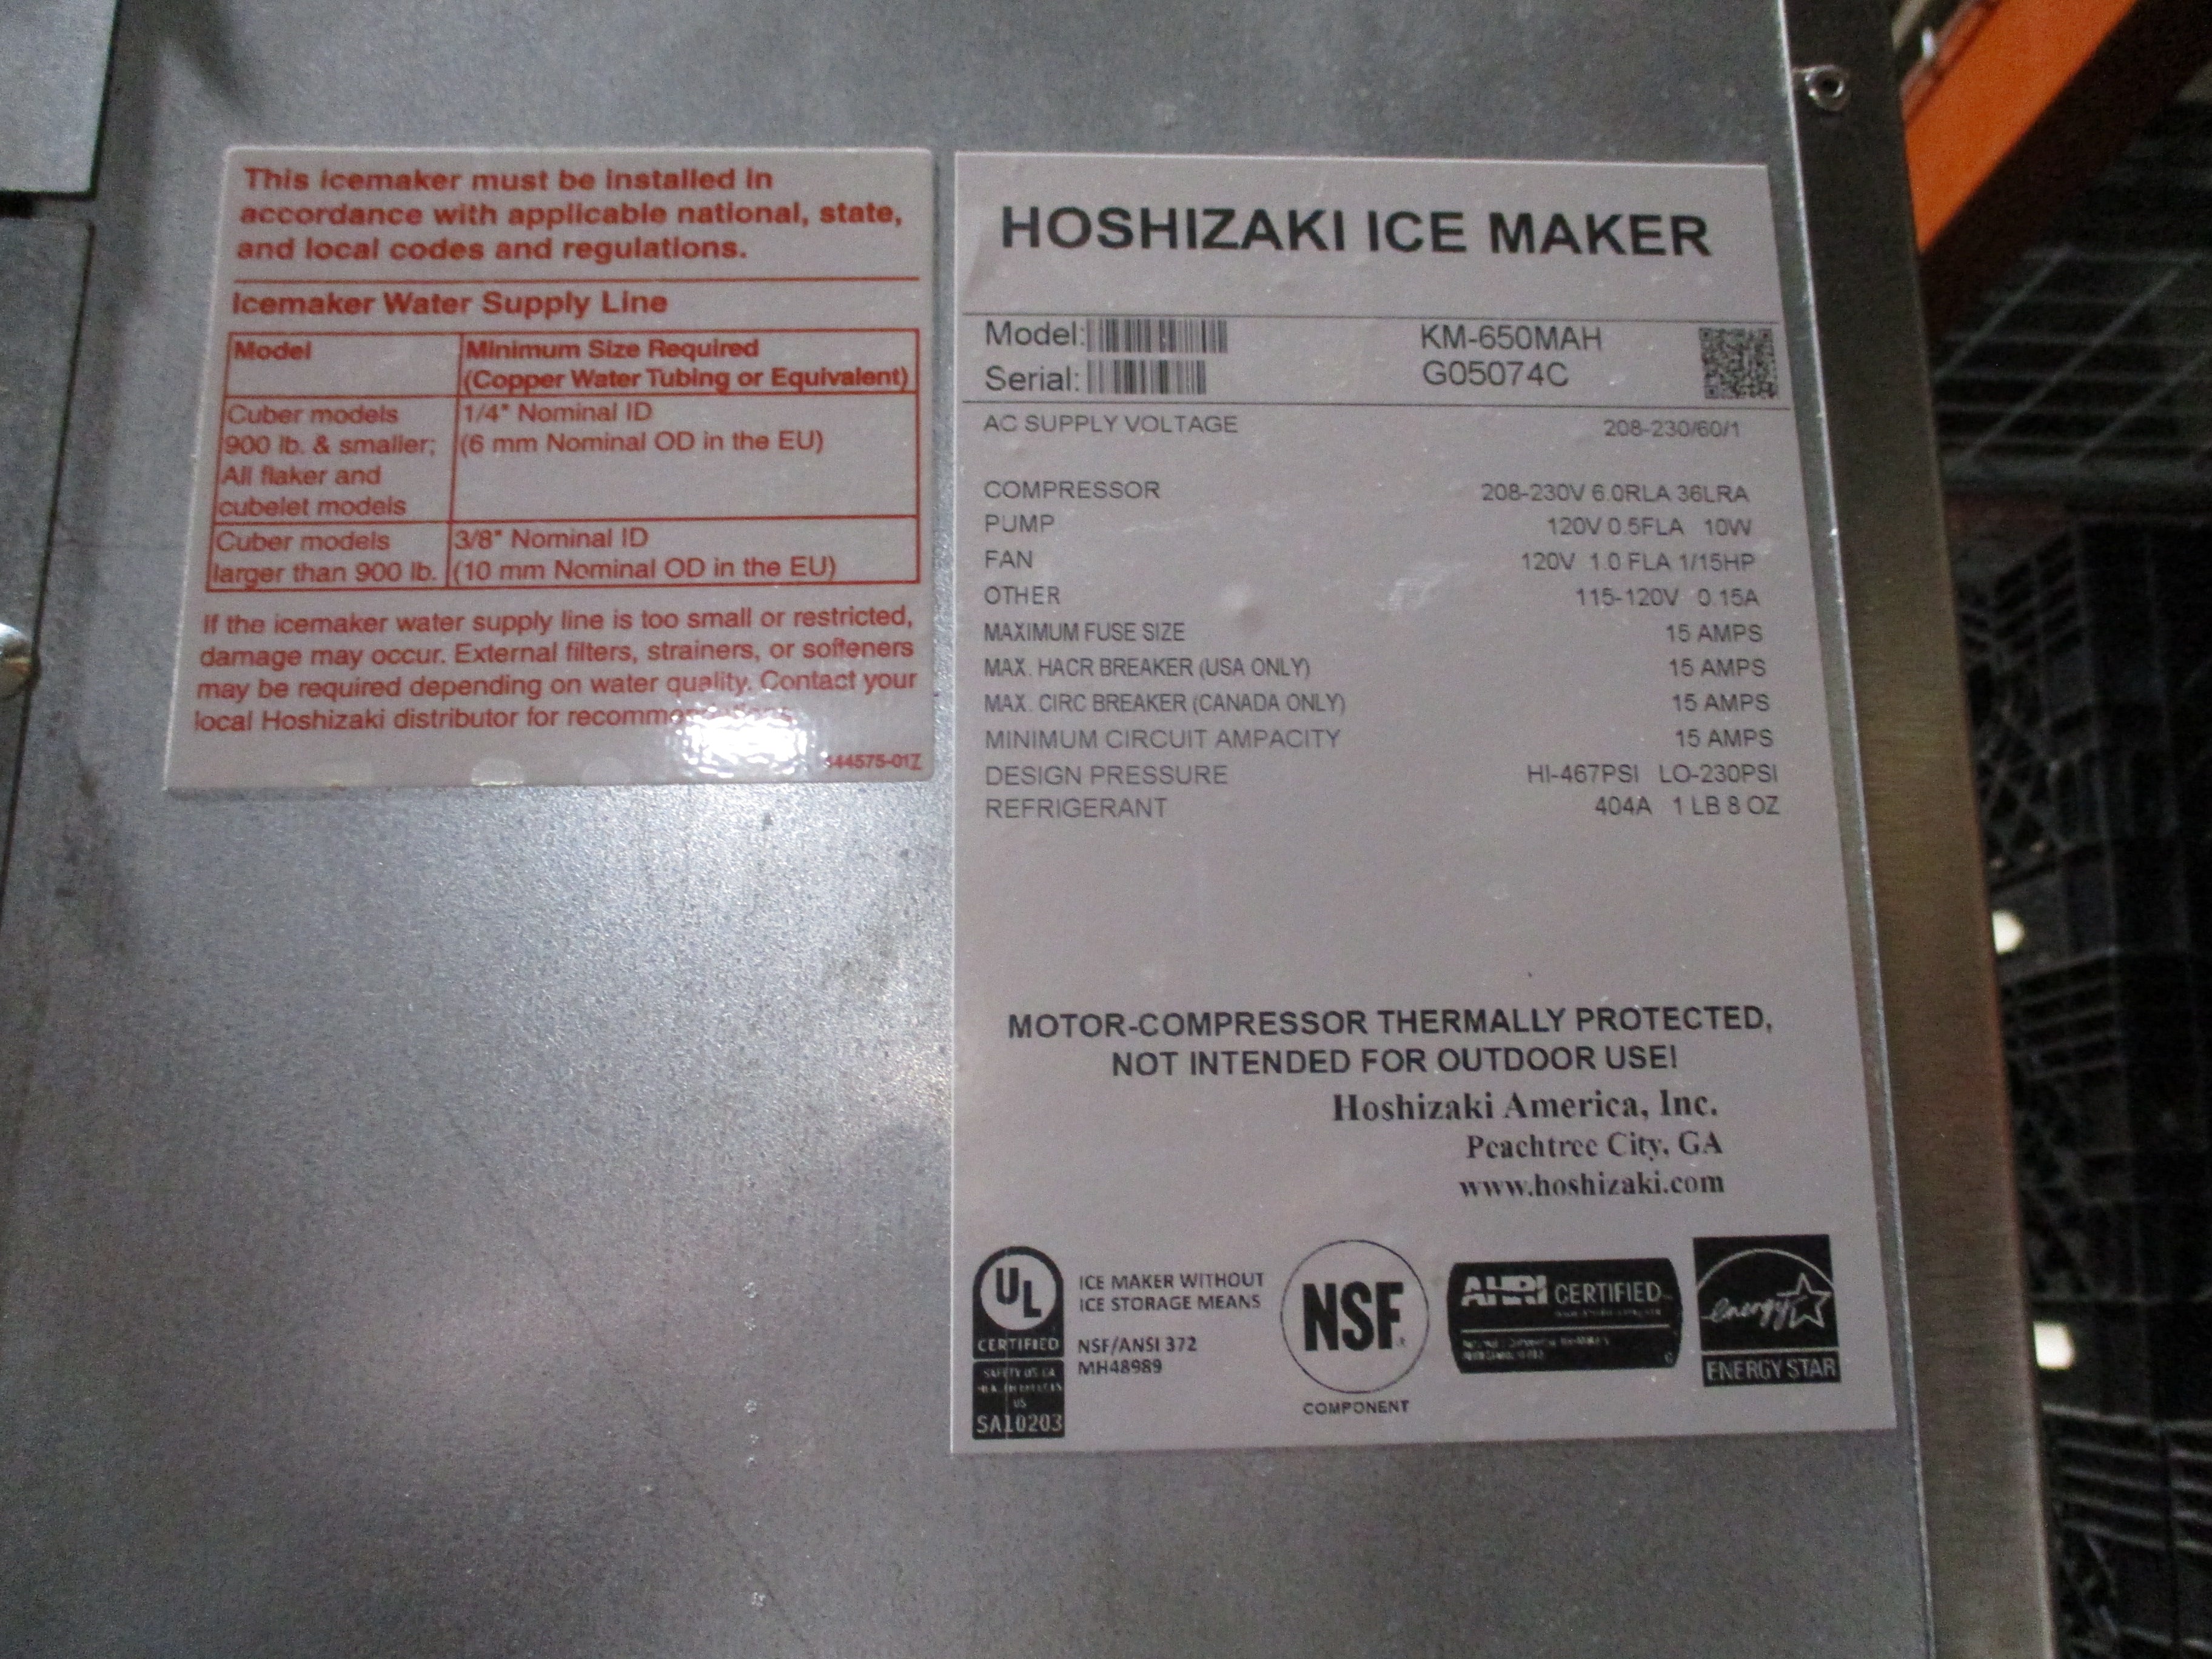 This icemaker must be installed in
accordance with applicable national, state,
and local codes and regulations.
Icemaker Water Supply Line
Model
Minimum Size Required
(Copper Water Tubing or Equivalent)
Cuber models
900 lb. & smaller;
All flaker and
cubelet models
1/4" Nominal ID
(6 mm Nominal OD in the EU)
Cuber models
larger than 900 lb.
3/8" Nominal ID
(10 mm Nominal OD in the EU)
If the icemaker water supply line is too small or restricted,
damage may occur. External filters, strainers, or softeners
may be required depending on water quality. Contact your
local Hoshizaki distributor for
44575-01Z
HOSHIZAKI ICE MAKER
Model: KM-650MAH
Serial: G05074C
AC SUPPLY VOLTAGE 208-230/60/1
COMPRESSOR 208-230V 6.0RLA 36LRA
PUMP 120V 0.5FLA 10W
FAN 120V 1.0 FLA 1/15HP
OTHER 115-120V 0.15A
MAXIMUM FUSE SIZE 15 AMPS
MAX. HACR BREAKER (USA ONLY) 15 AMPS
MAX. CIRC BREAKER (CANADA ONLY) 15 AMPS
MINIMUM CIRCUIT AMPACITY 15 AMPS
DESIGN PRESSURE HI-467PSI LO-230PSI
REFRIGERANT 404A 1 LB 8 OZ
MOTOR-COMPRESSOR THERMALLY PROTECTED,
NOT INTENDED FOR OUTDOOR USE!
Hoshizaki America, Inc.
Peachtree City, GA
www.hoshizaki.com
UL
CERTIFIED
SAFETY US CA
US
SA10203
ICE MAKER WITHOUT
ICE STORAGE MEANS
NSF/ANSI 372
MH48989
NSF
COMPONENT
AHRI CERTIFIED
energy
ENERGY STAR